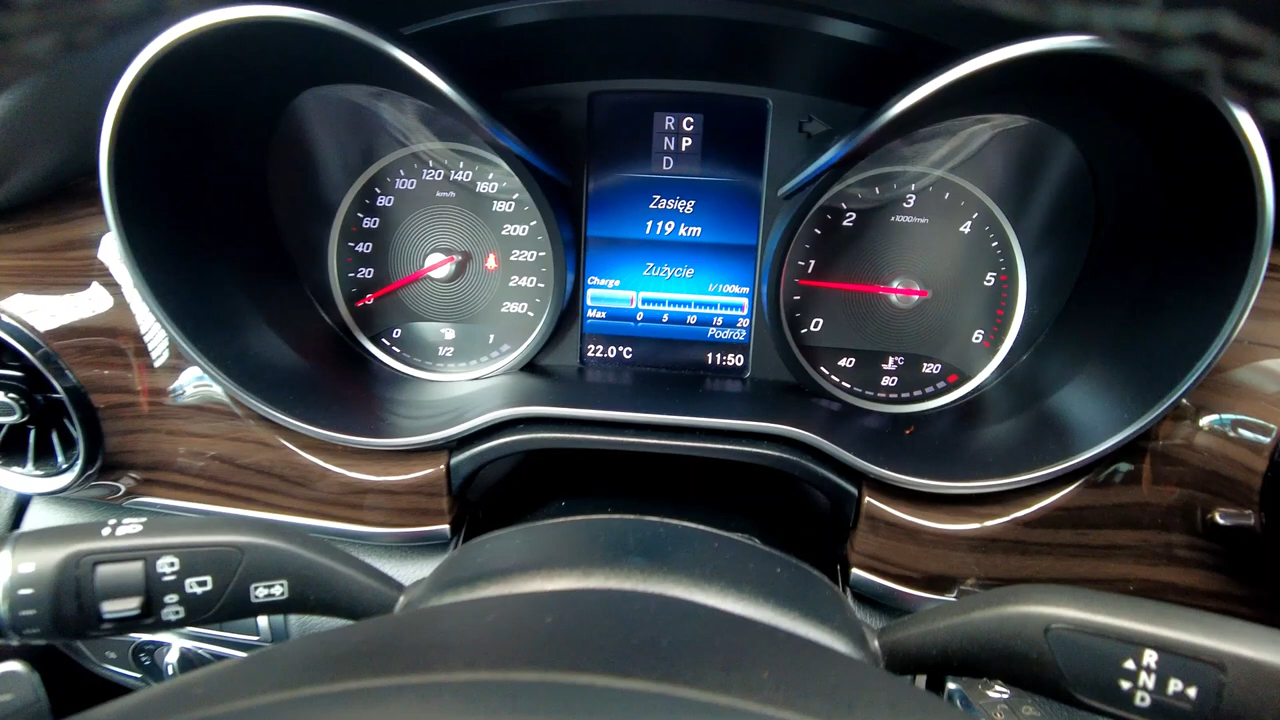 120 140
100 160
80 km/h 180
60 200
40 220
20 240
0 260
0 1/2 1
R C
N P
D
Zasięg
119 km
Zużycie
Charge l/100km
Max 0 5 10 15 20
Podróż
22.0°C 11:50
3
2 x1000/min 4
1 5
0 6
40 °C 120
80
R
N P
D